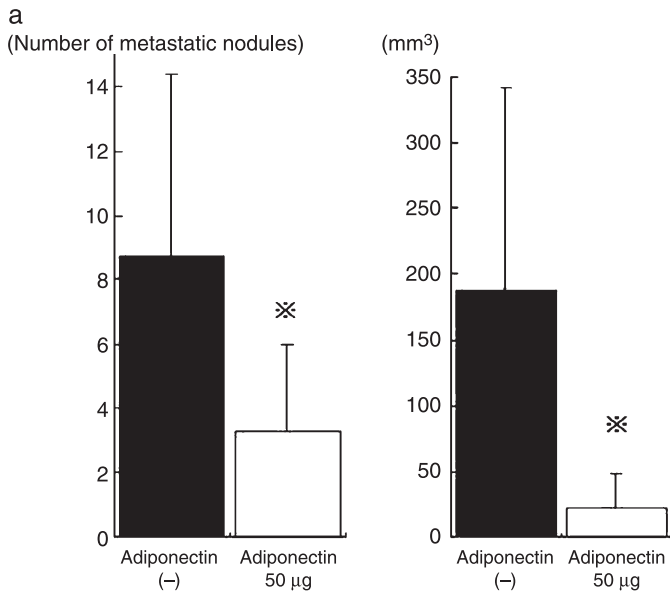 a
(Number of metastatic nodules)
14
12
10
8
6
4
2
0
※
Adiponectin
(–)
Adiponectin
50 μg
(mm³)
350
300
250
200
150
100
50
0
※
Adiponectin
(–)
Adiponectin
50 μg